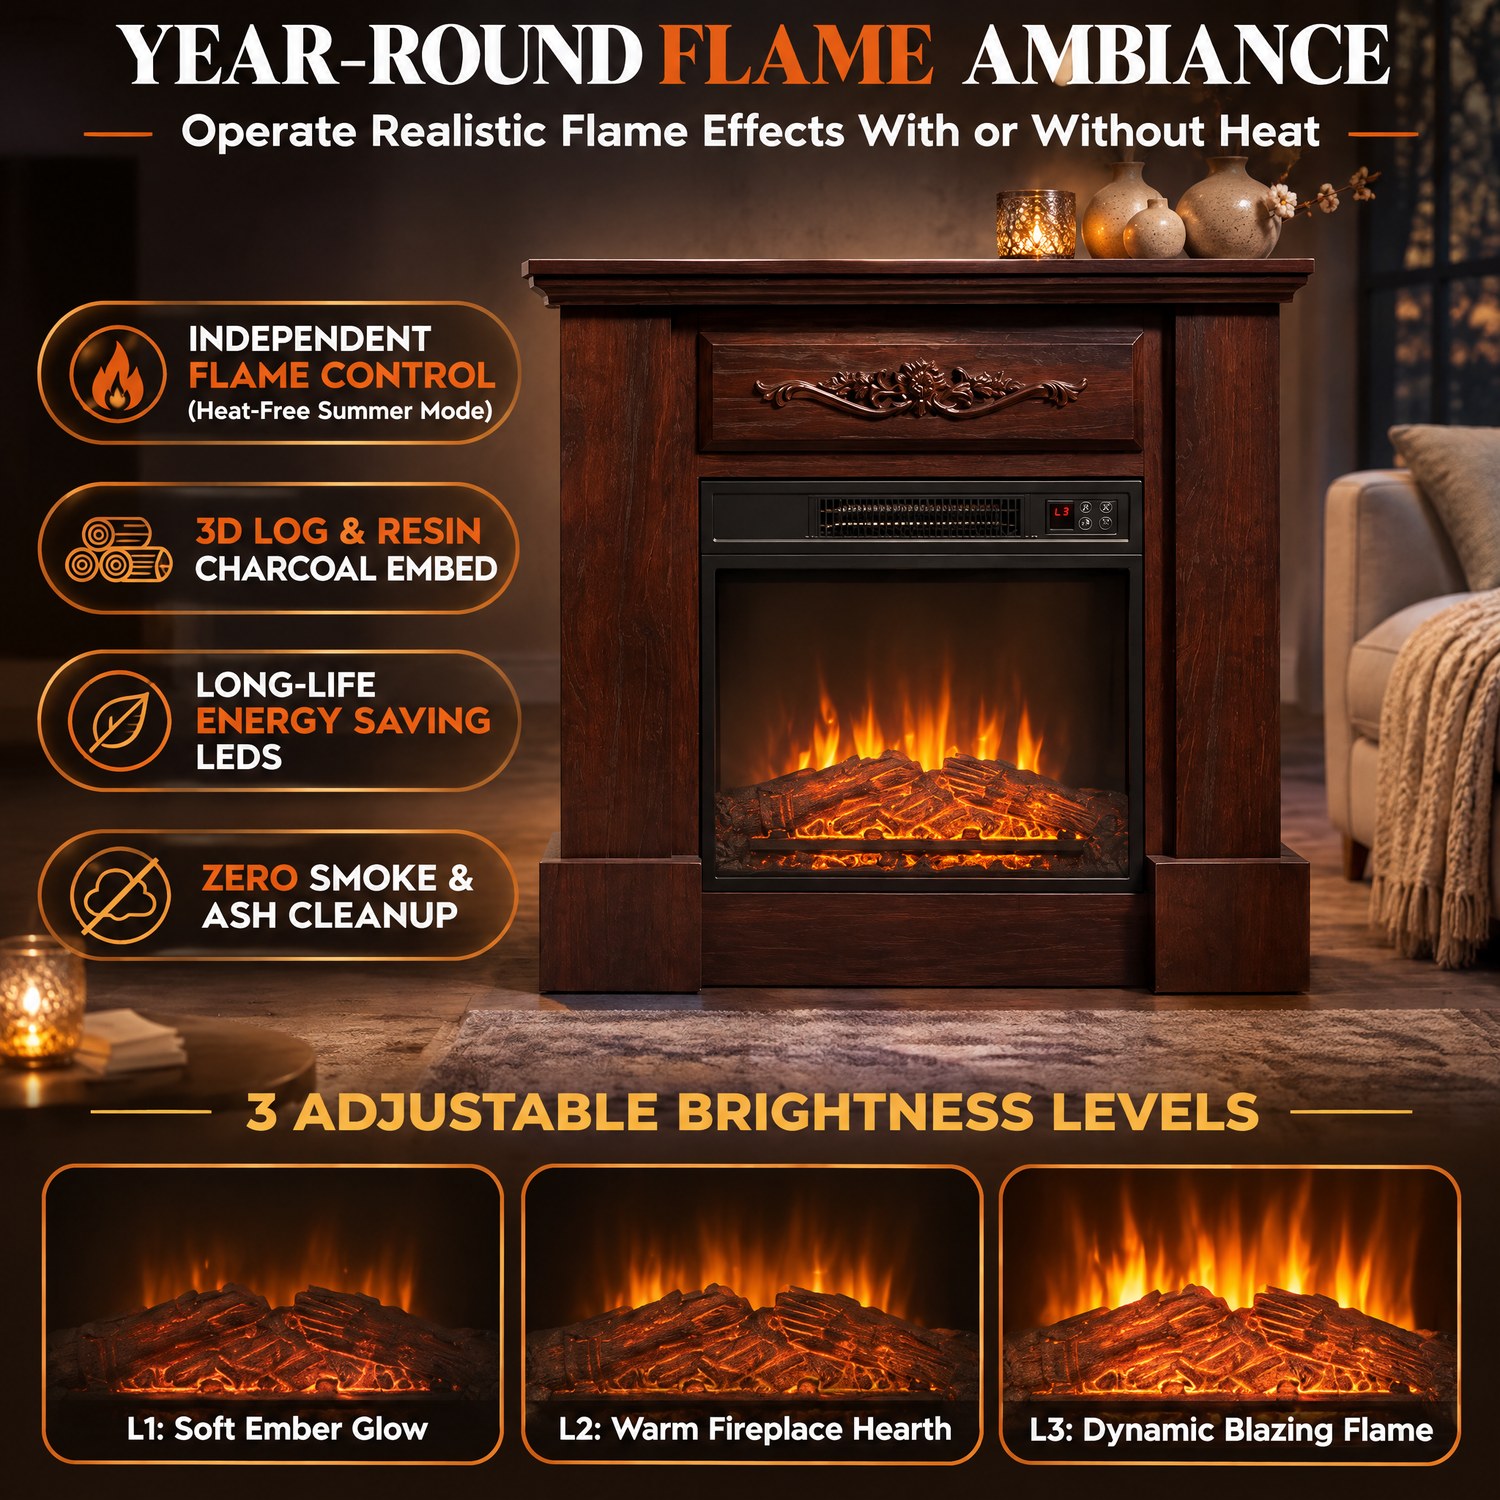 YEAR-ROUND FLAME AMBIANCE
Operate Realistic Flame Effects With or Without Heat
INDEPENDENT
FLAME CONTROL
(Heat-Free Summer Mode)
3D LOG & RESIN
CHARCOAL EMBED
LONG-LIFE
ENERGY SAVING
LEDS
ZERO SMOKE &
ASH CLEANUP
L3
3 ADJUSTABLE BRIGHTNESS LEVELS
L1: Soft Ember Glow
L2: Warm Fireplace Hearth
L3: Dynamic Blazing Flame